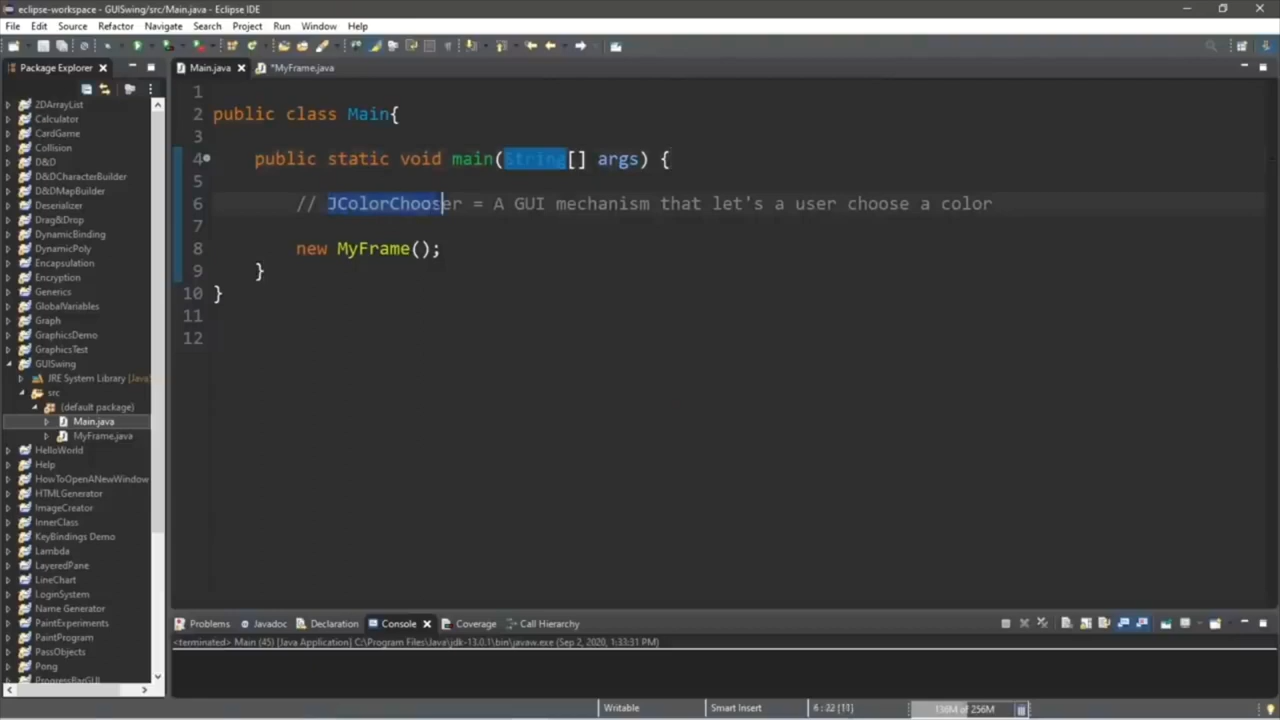 eclipse-workspace - GUISwing/src/Main.java - Eclipse IDE
File Edit Source Refactor Navigate Search Project Run Window Help
Package Explorer
Main.java
*MyFrame.java
2DArrayList
Calculator
CardGame
Collision
D&D
D&DCharacterBuilder
D&DMapBuilder
Deserializer
Drag&Drop
DynamicBinding
DynamicPoly
Encapsulation
Encryption
Generics
GlobalVariables
Graph
GraphicsDemo
GraphicsTest
GUISwing
JRE System Library [Java
src
(default package)
Main.java
MyFrame.java
HelloWorld
Help
HowToOpenANewWindow
HTMLGenerator
ImageCreator
InnerClass
KeyBindings Demo
Lambda
LayeredPane
LineChart
LoginSystem
Name Generator
PaintExperiments
PaintProgram
PassObjects
Pong
ProgressBarGUI
1
2 public class Main{
3
4 public static void main(String[] args) {
5
6 // JColorChooser = A GUI mechanism that let's a user choose a color
7
8 new MyFrame();
9 }
10 }
11
12
Problems Javadoc Declaration Console Coverage Call Hierarchy
<terminated> Main (45) [Java Application] C:\Program Files\Java\jdk-13.0.1\bin\javaw.exe (Sep 2, 2020, 1:33:31 PM)
Writable Smart Insert 6 : 22 [11] 136M of 256M